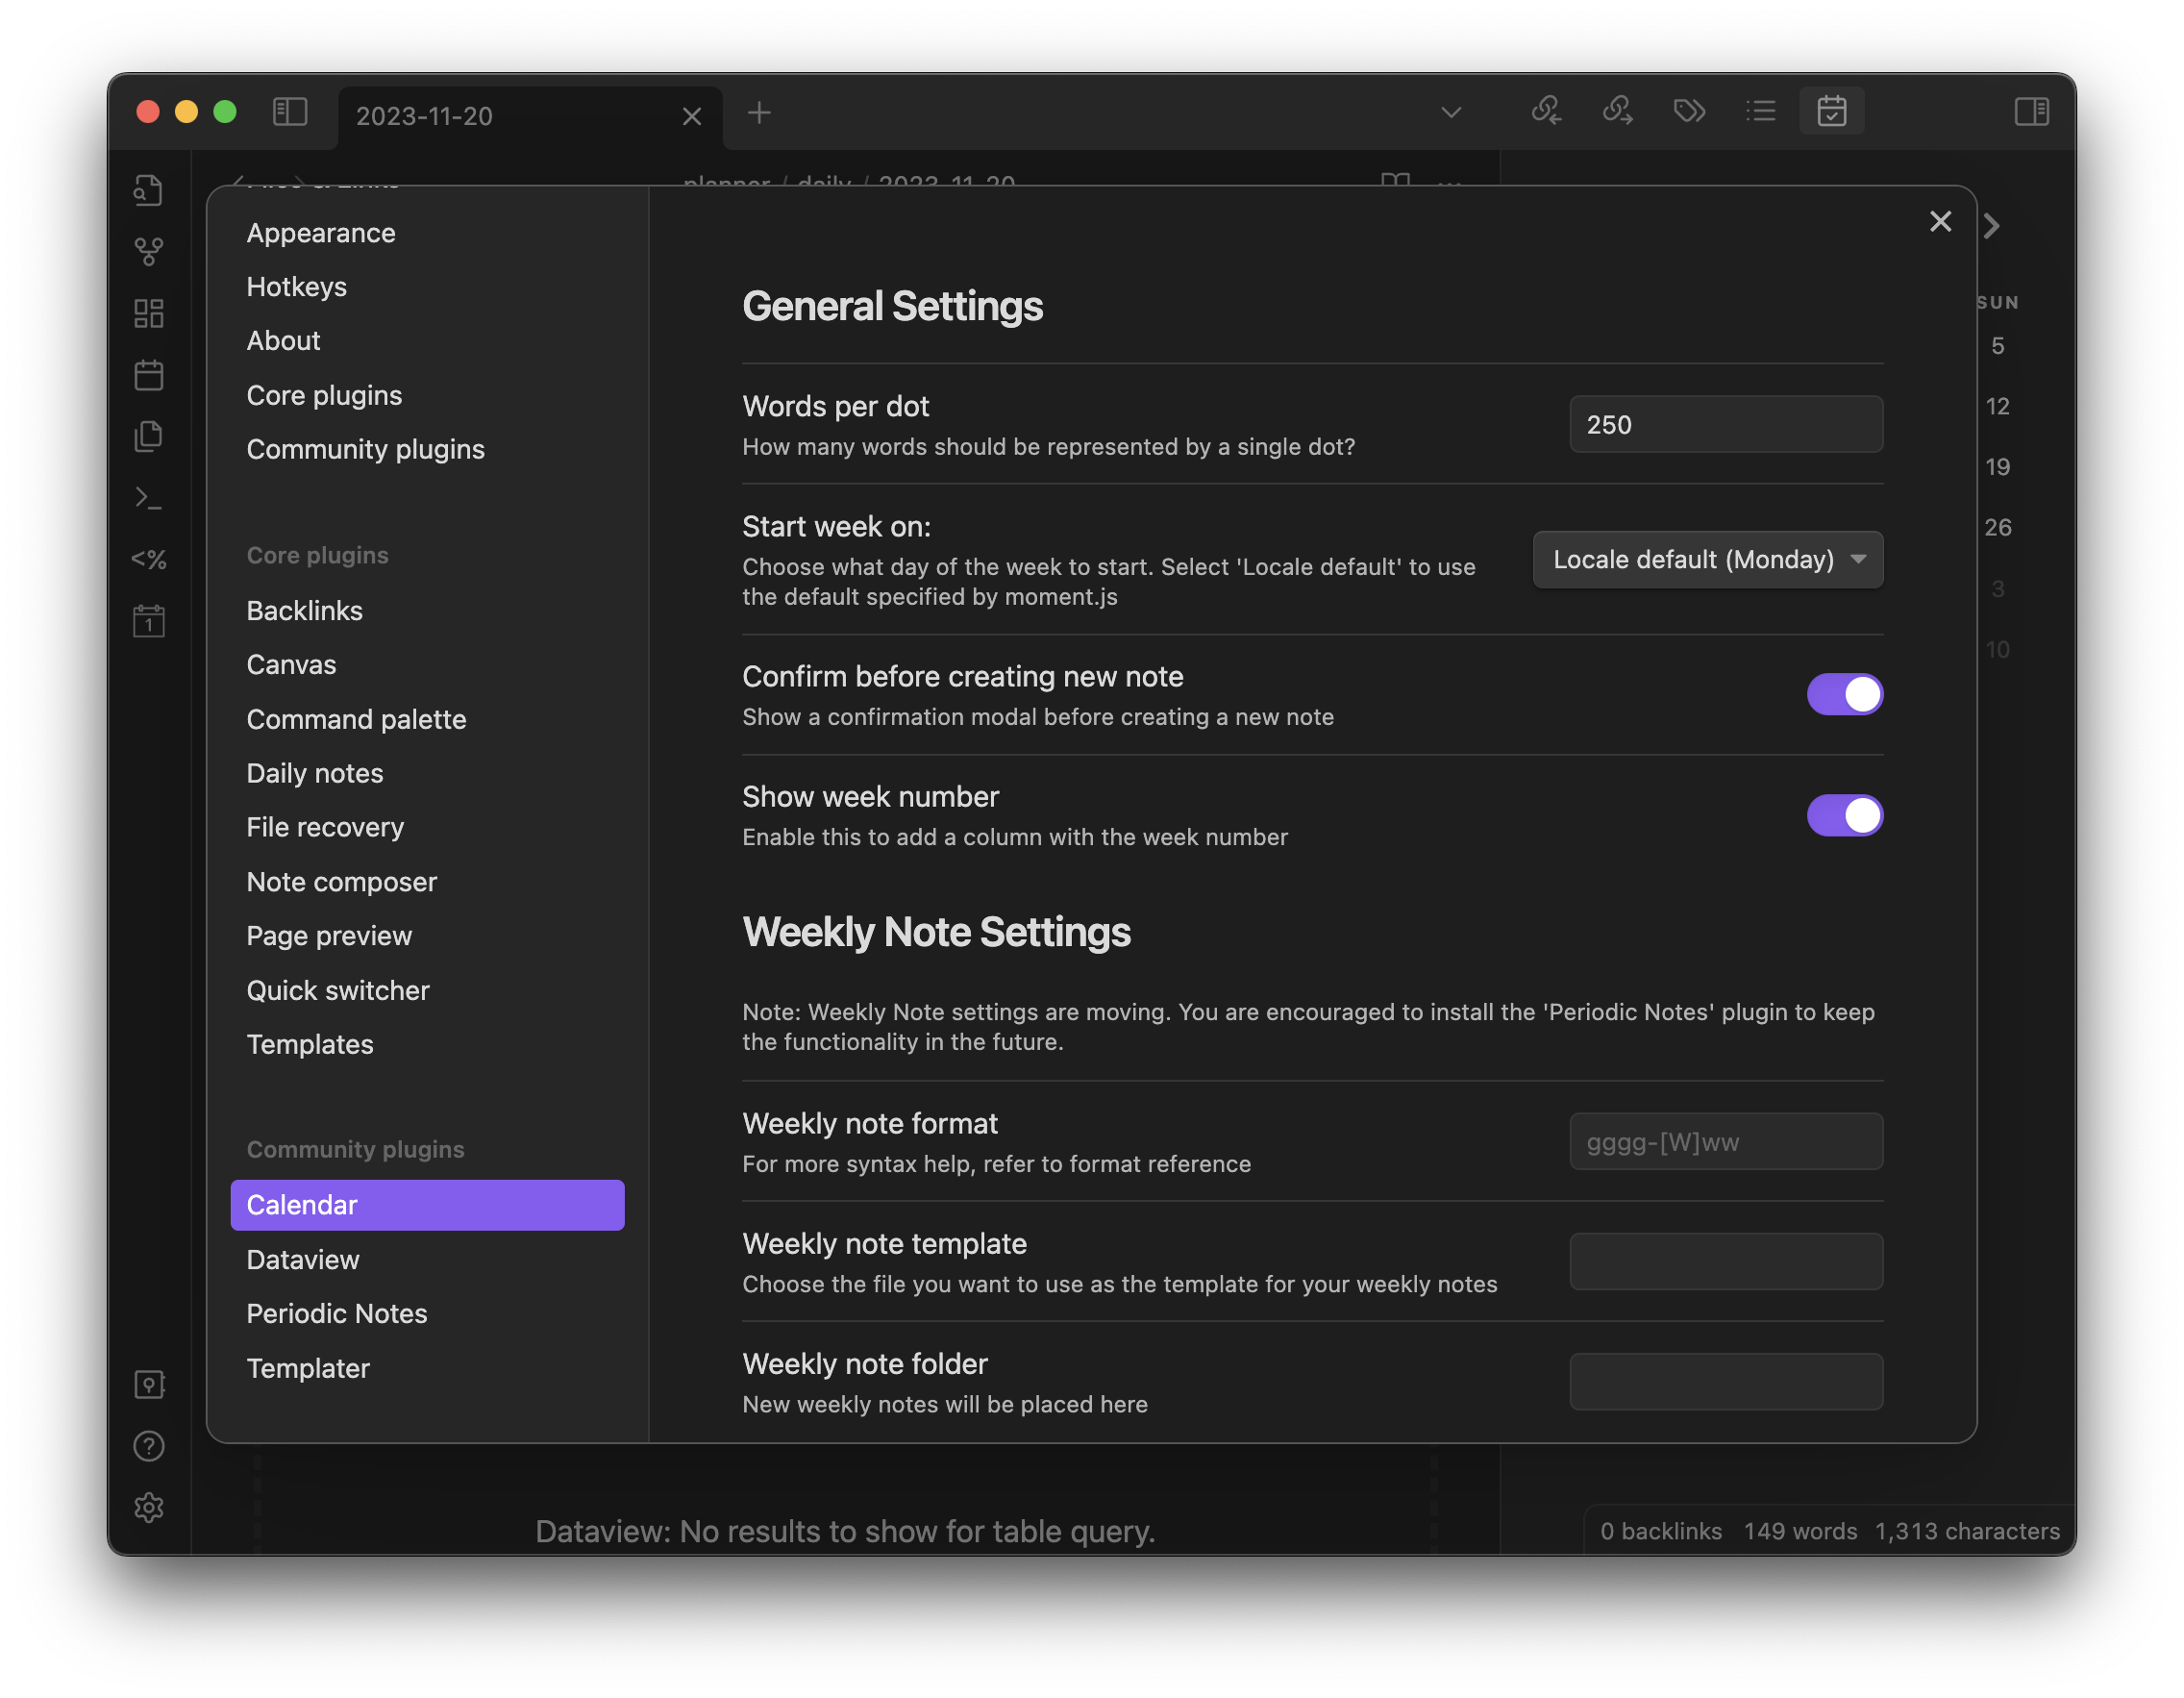 2023-11-20
Files & Links
planner / daily / 2023-11-20
Appearance
Hotkeys
About
Core plugins
Community plugins
Core plugins
Backlinks
Canvas
Command palette
Daily notes
File recovery
Note composer
Page preview
Quick switcher
Templates
Community plugins
Calendar
Dataview
Periodic Notes
Templater
General Settings
Words per dot
How many words should be represented by a single dot?
250
Start week on:
Choose what day of the week to start. Select 'Locale default' to use
the default specified by moment.js
Locale default (Monday)
Confirm before creating new note
Show a confirmation modal before creating a new note
Show week number
Enable this to add a column with the week number
Weekly Note Settings
Note: Weekly Note settings are moving. You are encouraged to install the 'Periodic Notes' plugin to keep
the functionality in the future.
Weekly note format
For more syntax help, refer to format reference
gggg-[W]ww
Weekly note template
Choose the file you want to use as the template for your weekly notes
Weekly note folder
New weekly notes will be placed here
SUN
5
12
19
26
3
10
<%
1
Dataview: No results to show for table query.
0 backlinks 149 words 1,313 characters